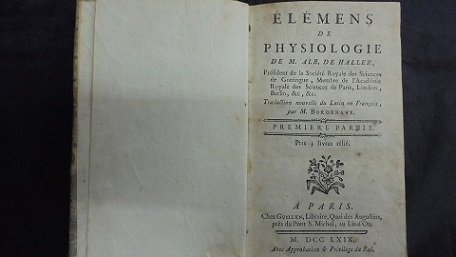 ÉLÉMENS
DE
PHYSIOLOGIE
DE M. ALB. DE HALLER,
Président de la Société Royale des Sciences
de Gottingue, Membre de l'Académie
Royale des Sciences de Paris, Londres,
Berlin, &c, &c.
Traduction nouvelle du Latin en François,
par M. BORDENAVE.
PREMIERE PARTIE.
Prix 3 livres relié.
A PARIS,
Chez GUILLYN, Libraire, Quai des Augustins,
près du Pont S. Michel, au Lis d'Or.
M. DCC LXIX.
Avec Approbation & Privilege du Roi.